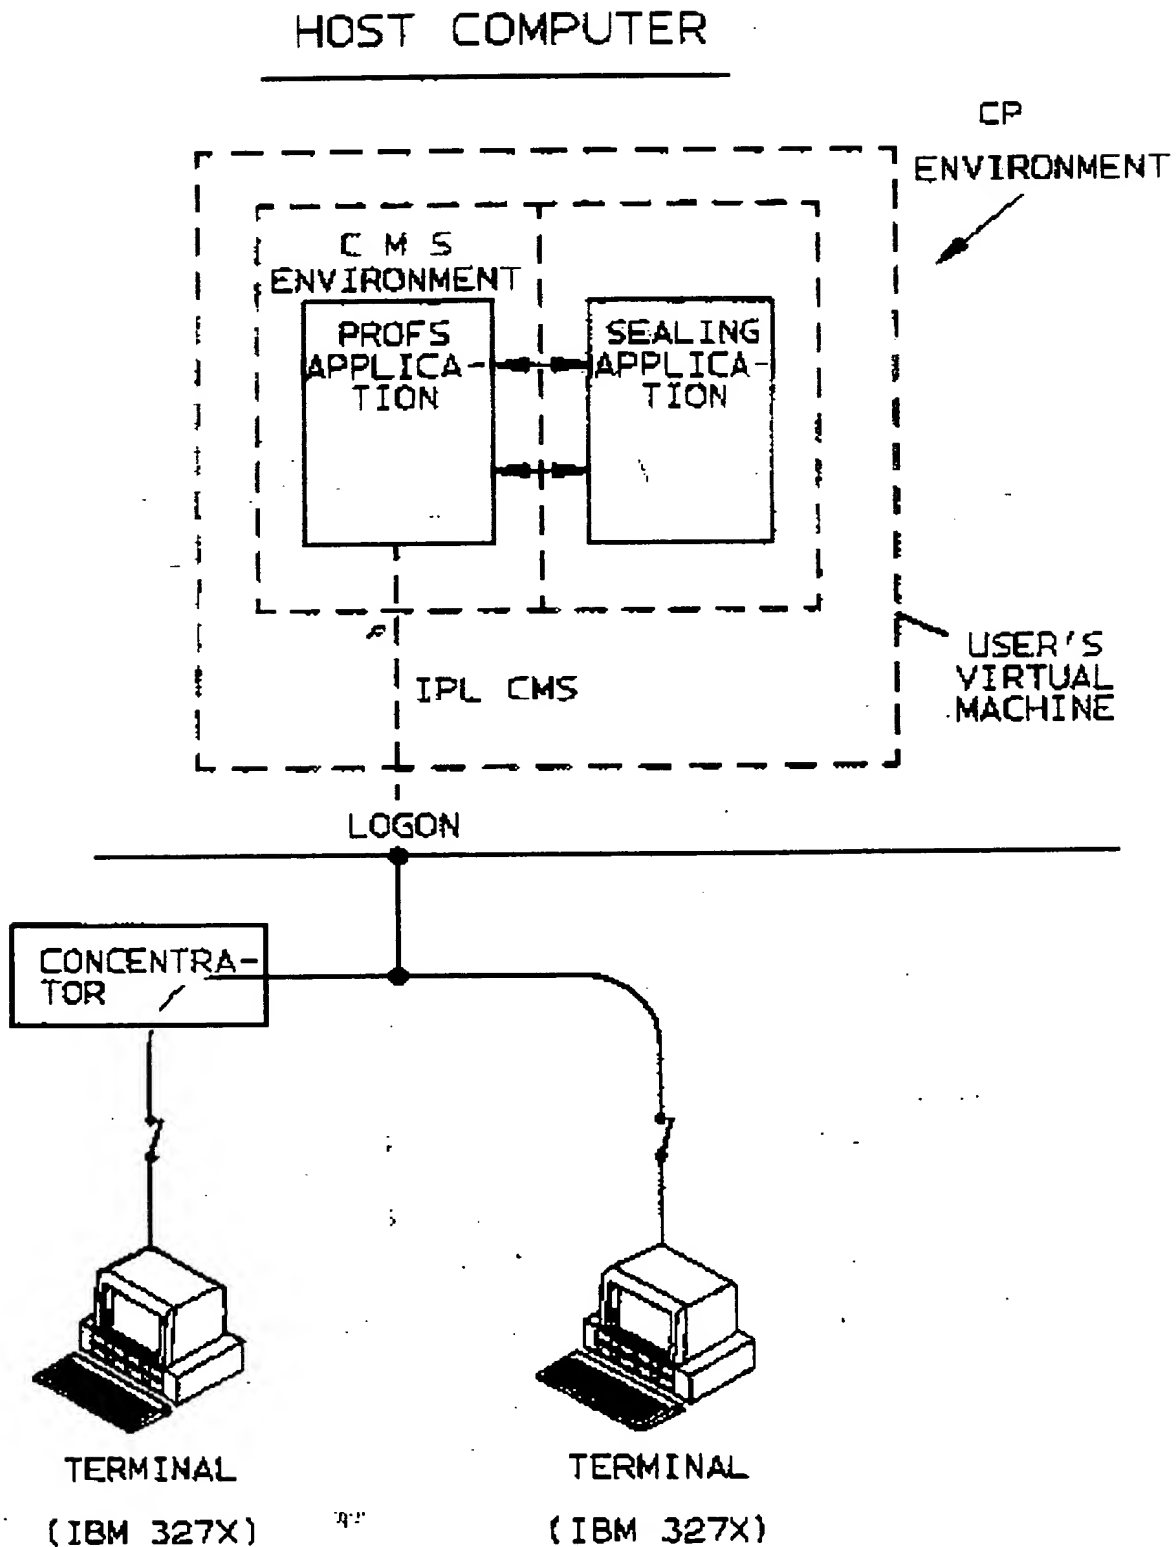 HOST COMPUTER
CP
ENVIRONMENT
C M S
ENVIRONMENT
PROFS
APPLICA-
TION
SEALING
APPLICA-
TION
IPL CMS
USER'S
VIRTUAL
MACHINE
LOGON
CONCENTRA-
TOR
TERMINAL
(IBM 327X)
TERMINAL
(IBM 327X)